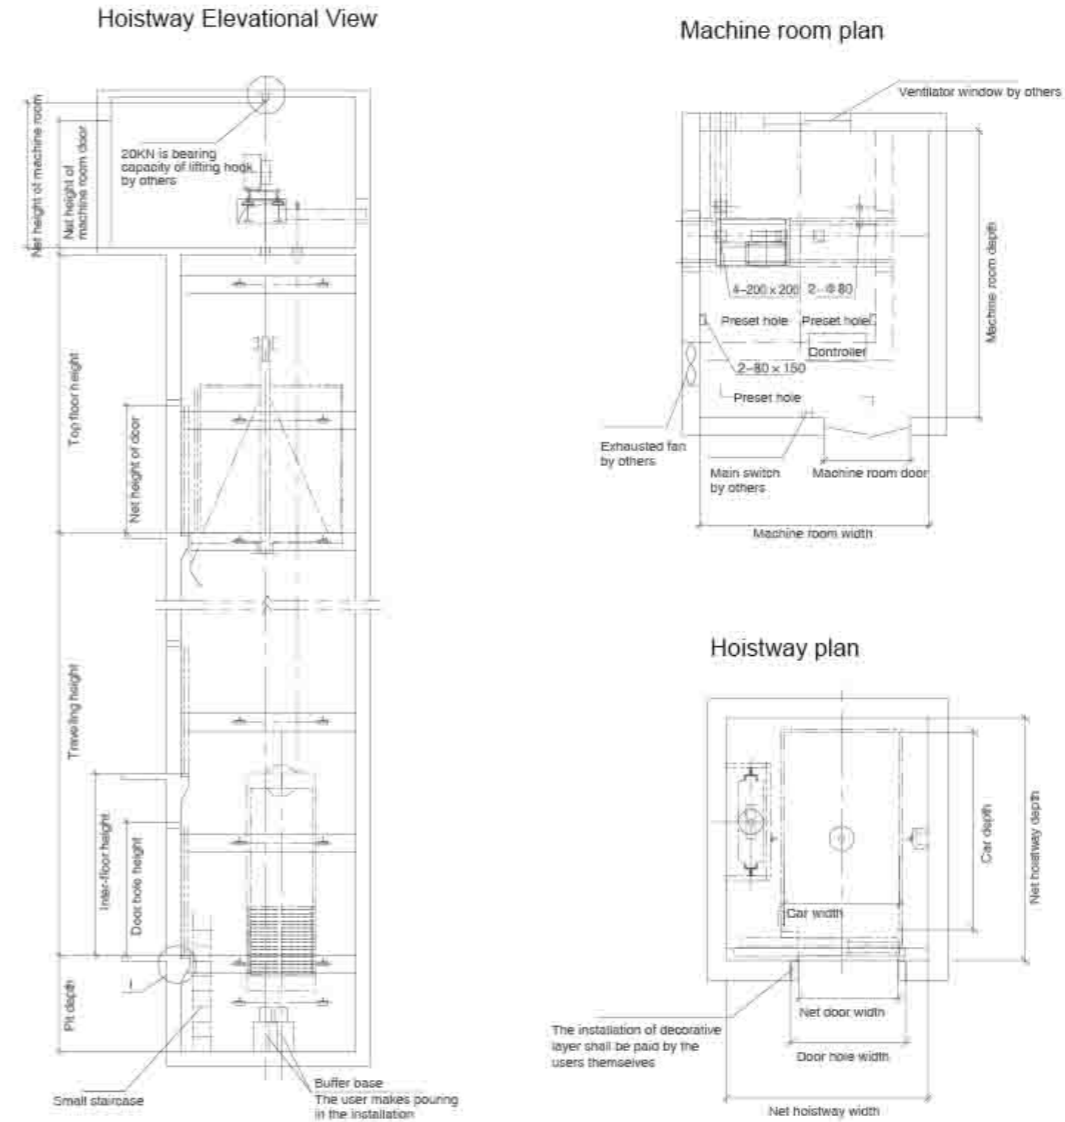 Hoistway Elevational View
Net height of machine room
Net height of
machine room door
20KN is bearing
capacity of lifting hook
by others
Top floor height
Net height of door
Travelling height
Inter-floor height
Door hole height
Pit depth
I
Small staircase
Buffer base
The user makes pouring
in the installation
Machine room plan
Ventilator window by others
4-200 x 200
2-Φ80
Preset hole
Preset hole
Controller
2-80 x 150
Preset hole
Machine room depth
Exhausted fan
by others
Main switch
by others
Machine room door
Machine room width
Hoistway plan
Car depth
Net hoistway depth
Car width
Net door width
The installation of decorative
layer shall be paid by the
users themselves
Door hole width
Net hoistway width